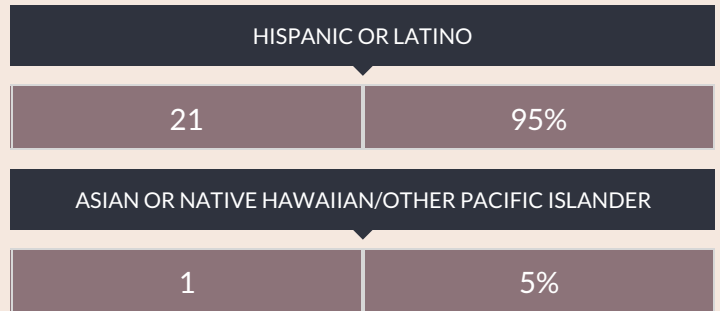 HISPANIC OR LATINO
21 95%
ASIAN OR NATIVE HAWAIIAN/OTHER PACIFIC ISLANDER
1 5%